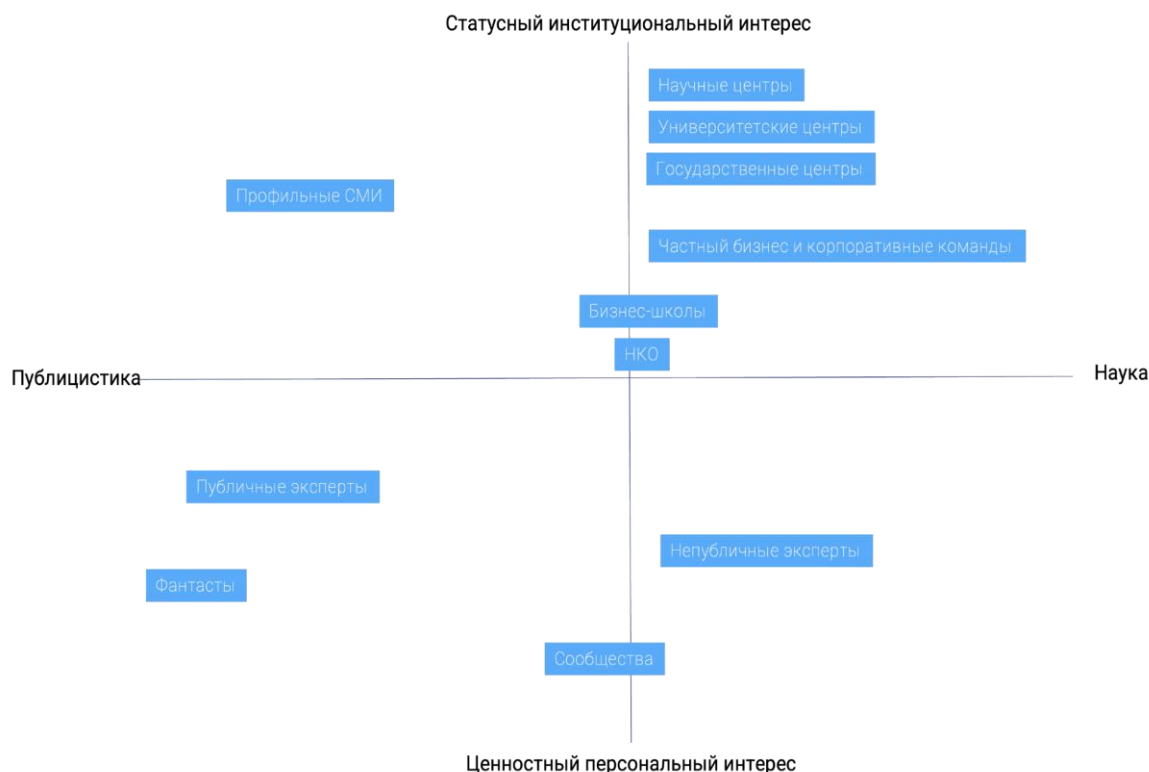 Статусный институциональный интерес
Научные центры
Университетские центры
Государственные центры
Профильные СМИ
Частный бизнес и корпоративные команды
Бизнес-школы
НКО
Публицистика
Наука
Публичные эксперты
Непубличные эксперты
Фантасты
Сообщества
Ценностный персональный интерес